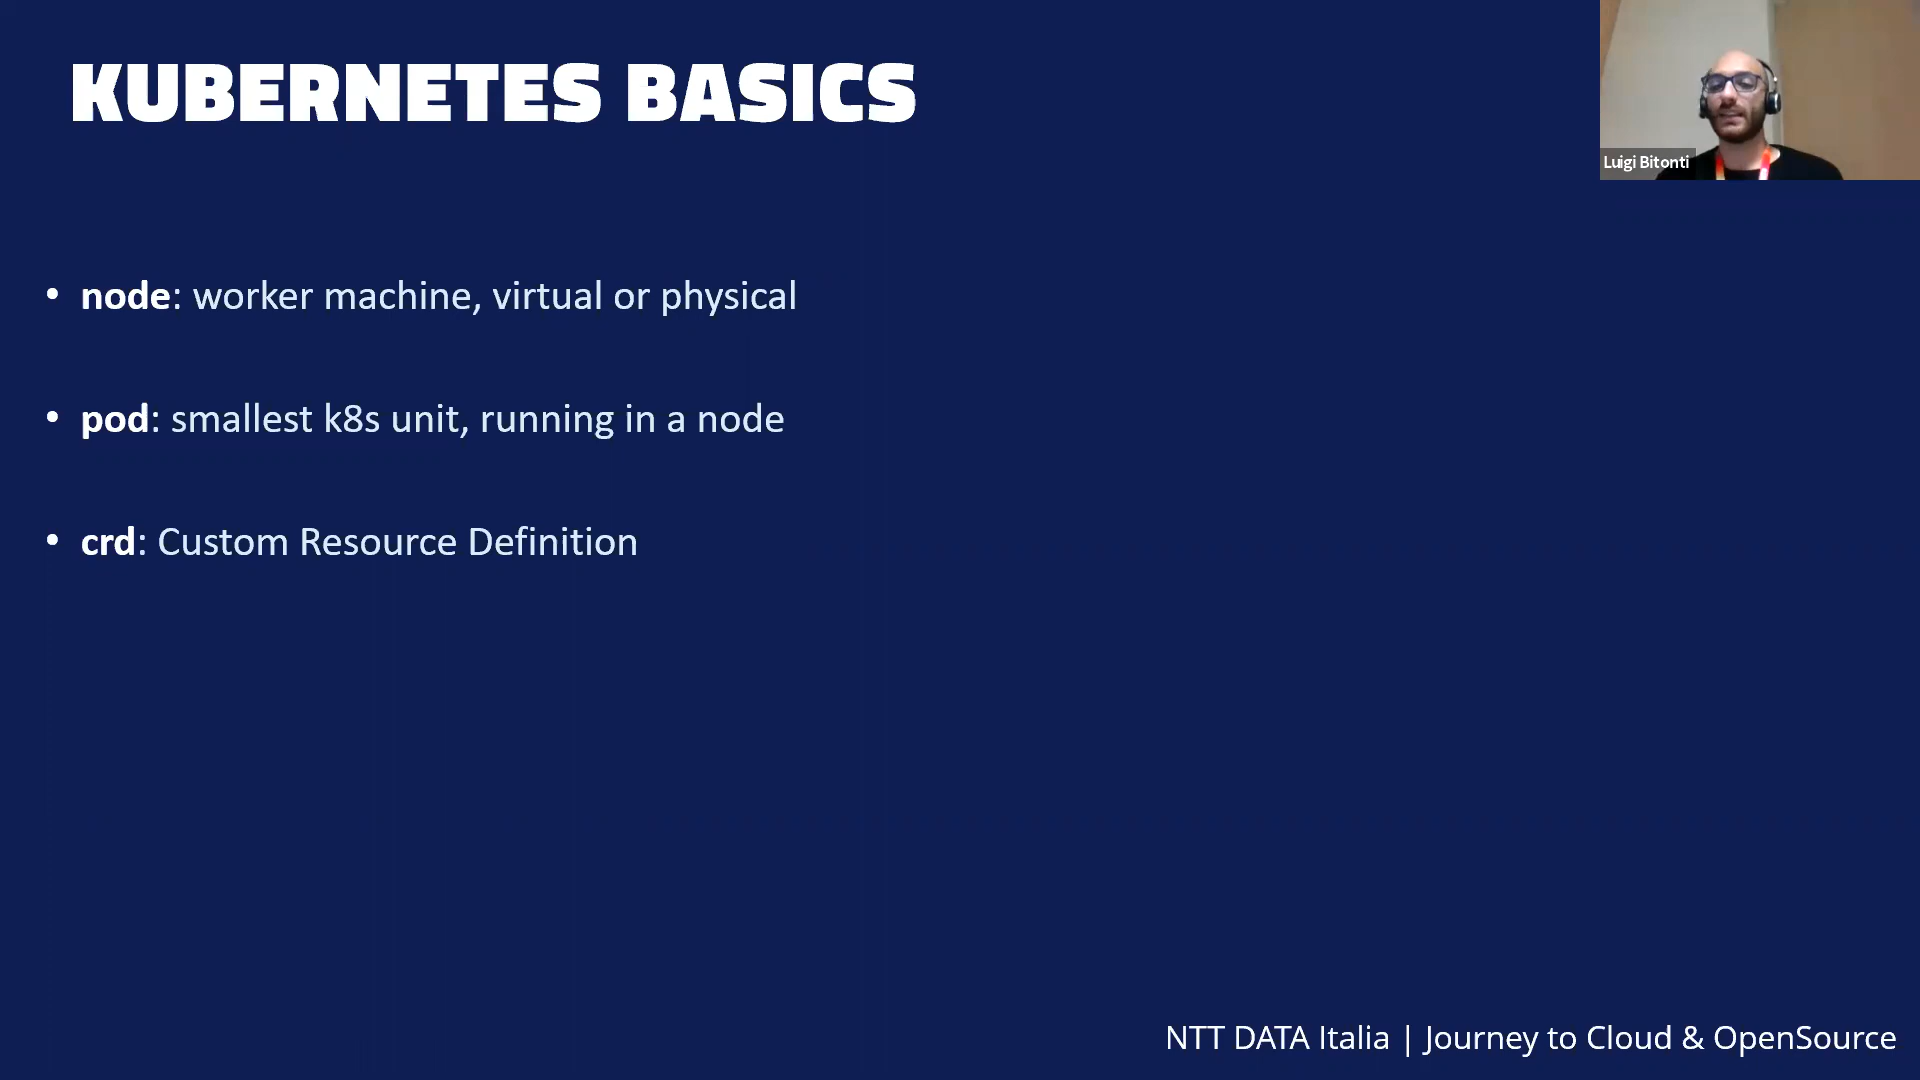 KUBERNETES BASICS
Luigi Bitonti
• node: worker machine, virtual or physical
• pod: smallest k8s unit, running in a node
• crd: Custom Resource Definition
NTT DATA Italia | Journey to Cloud & OpenSource